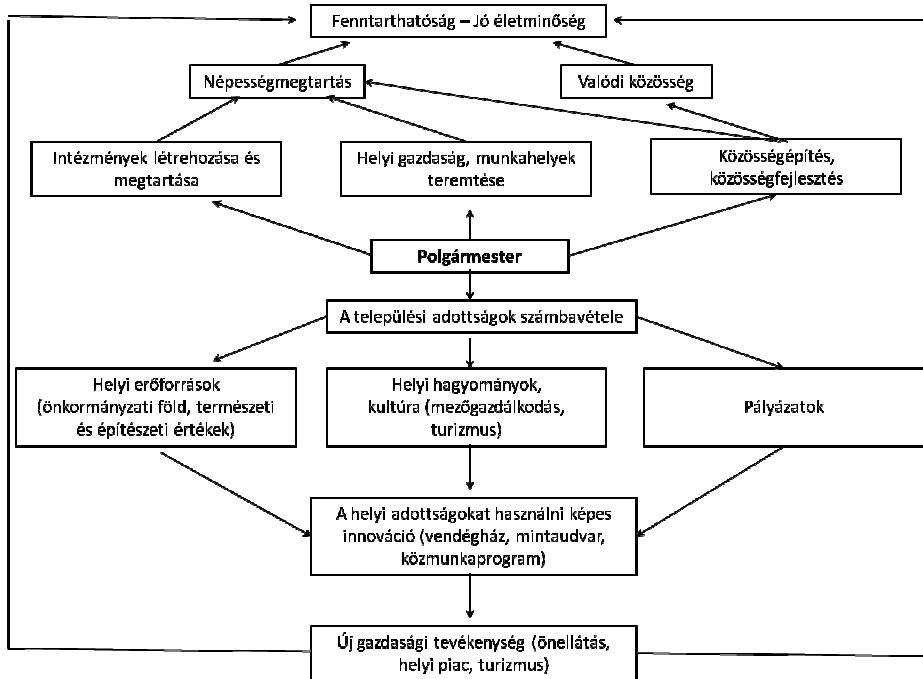 Fenntarthatóság – Jó életminőség
Népességmegtartás
Valódi közösség
Intézmények létrehozása és
megtartása
Helyi gazdaság, munkahelyek
teremtése
Közösségépítés,
közösségfejlesztés
Polgármester
A települési adottságok számbavétele
Helyi erőforrások
(önkormányzati föld, természeti
és építészeti értékek)
Helyi hagyományok,
kultúra (mezőgazdálkodás,
turizmus)
Pályázatok
A helyi adottságokat használni képes
innováció (vendégház, mintaudvar,
közmunkaprogram)
Új gazdasági tevékenység (önellátás,
helyi piac, turizmus)